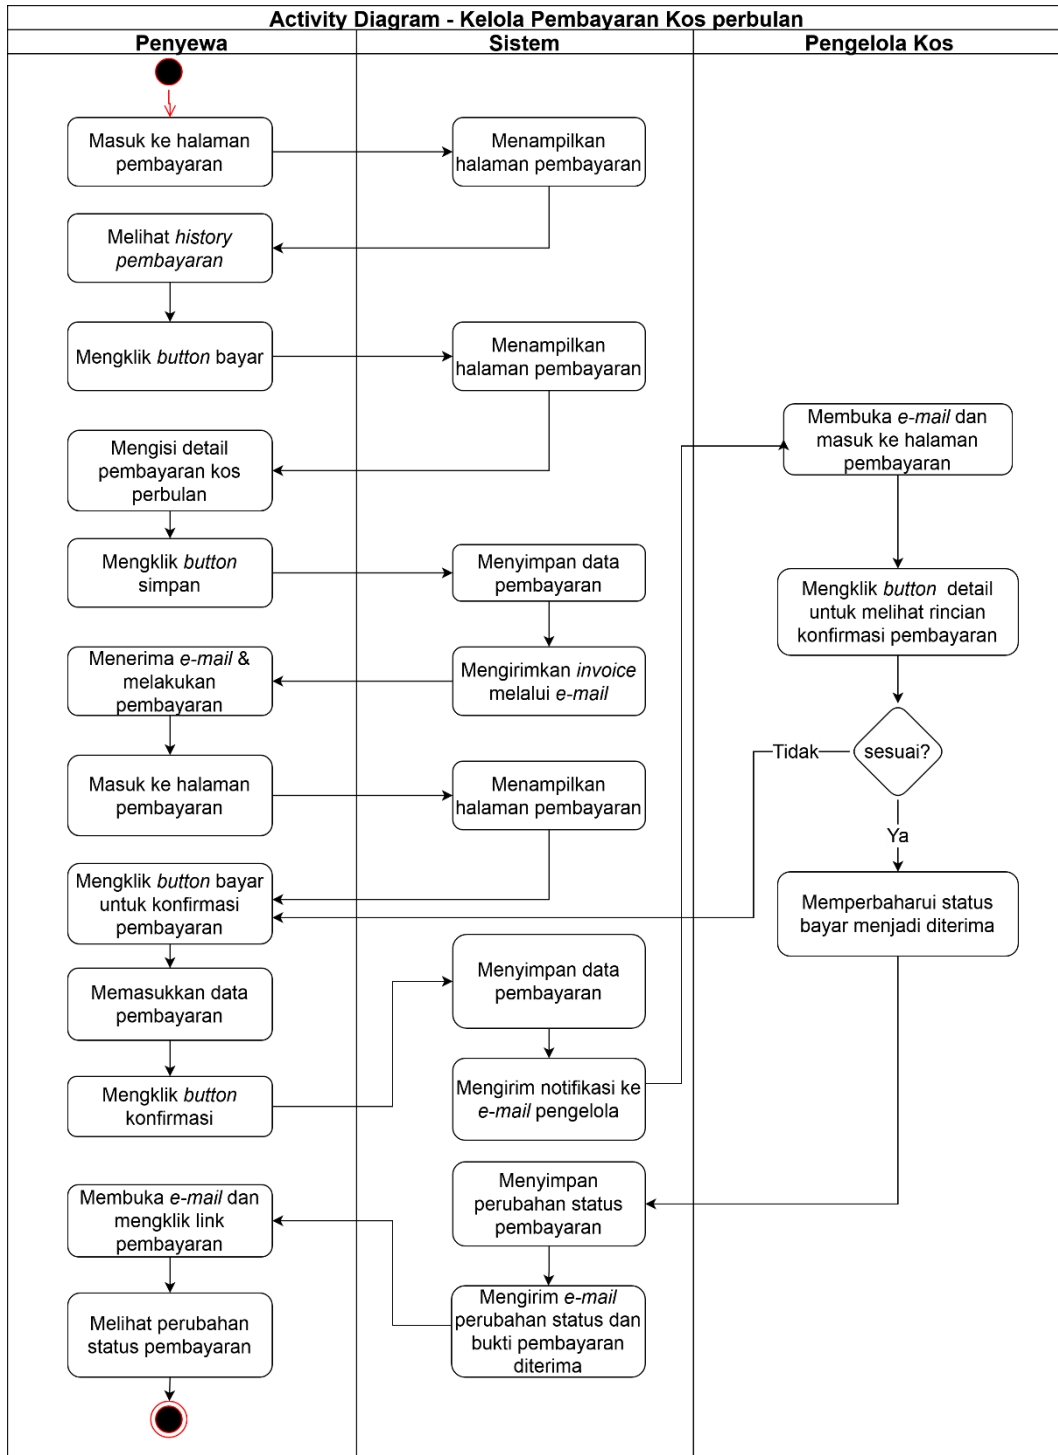 Activity Diagram - Kelola Pembayaran Kos perbulan
Penyewa
Sistem
Pengelola Kos
Masuk ke halaman
pembayaran
Menampilkan
halaman pembayaran
Melihat history
pembayaran
Mengklik button bayar
Menampilkan
halaman pembayaran
Membuka e-mail dan
masuk ke halaman
pembayaran
Mengisi detail
pembayaran kos
perbulan
Mengklik button
simpan
Menyimpan data
pembayaran
Mengklik button detail
untuk melihat rincian
konfirmasi pembayaran
Menerima e-mail &
melakukan
pembayaran
Mengirimkan invoice
melalui e-mail
Tidak
sesuai?
Masuk ke halaman
pembayaran
Menampilkan
halaman pembayaran
Ya
Mengklik button bayar
untuk konfirmasi
pembayaran
Memperbaharui status
bayar menjadi diterima
Memasukkan data
pembayaran
Menyimpan data
pembayaran
Mengklik button
konfirmasi
Mengirim notifikasi ke
e-mail pengelola
Membuka e-mail dan
mengklik link
pembayaran
Menyimpan
perubahan status
pembayaran
Melihat perubahan
status pembayaran
Mengirim e-mail
perubahan status dan
bukti pembayaran
diterima